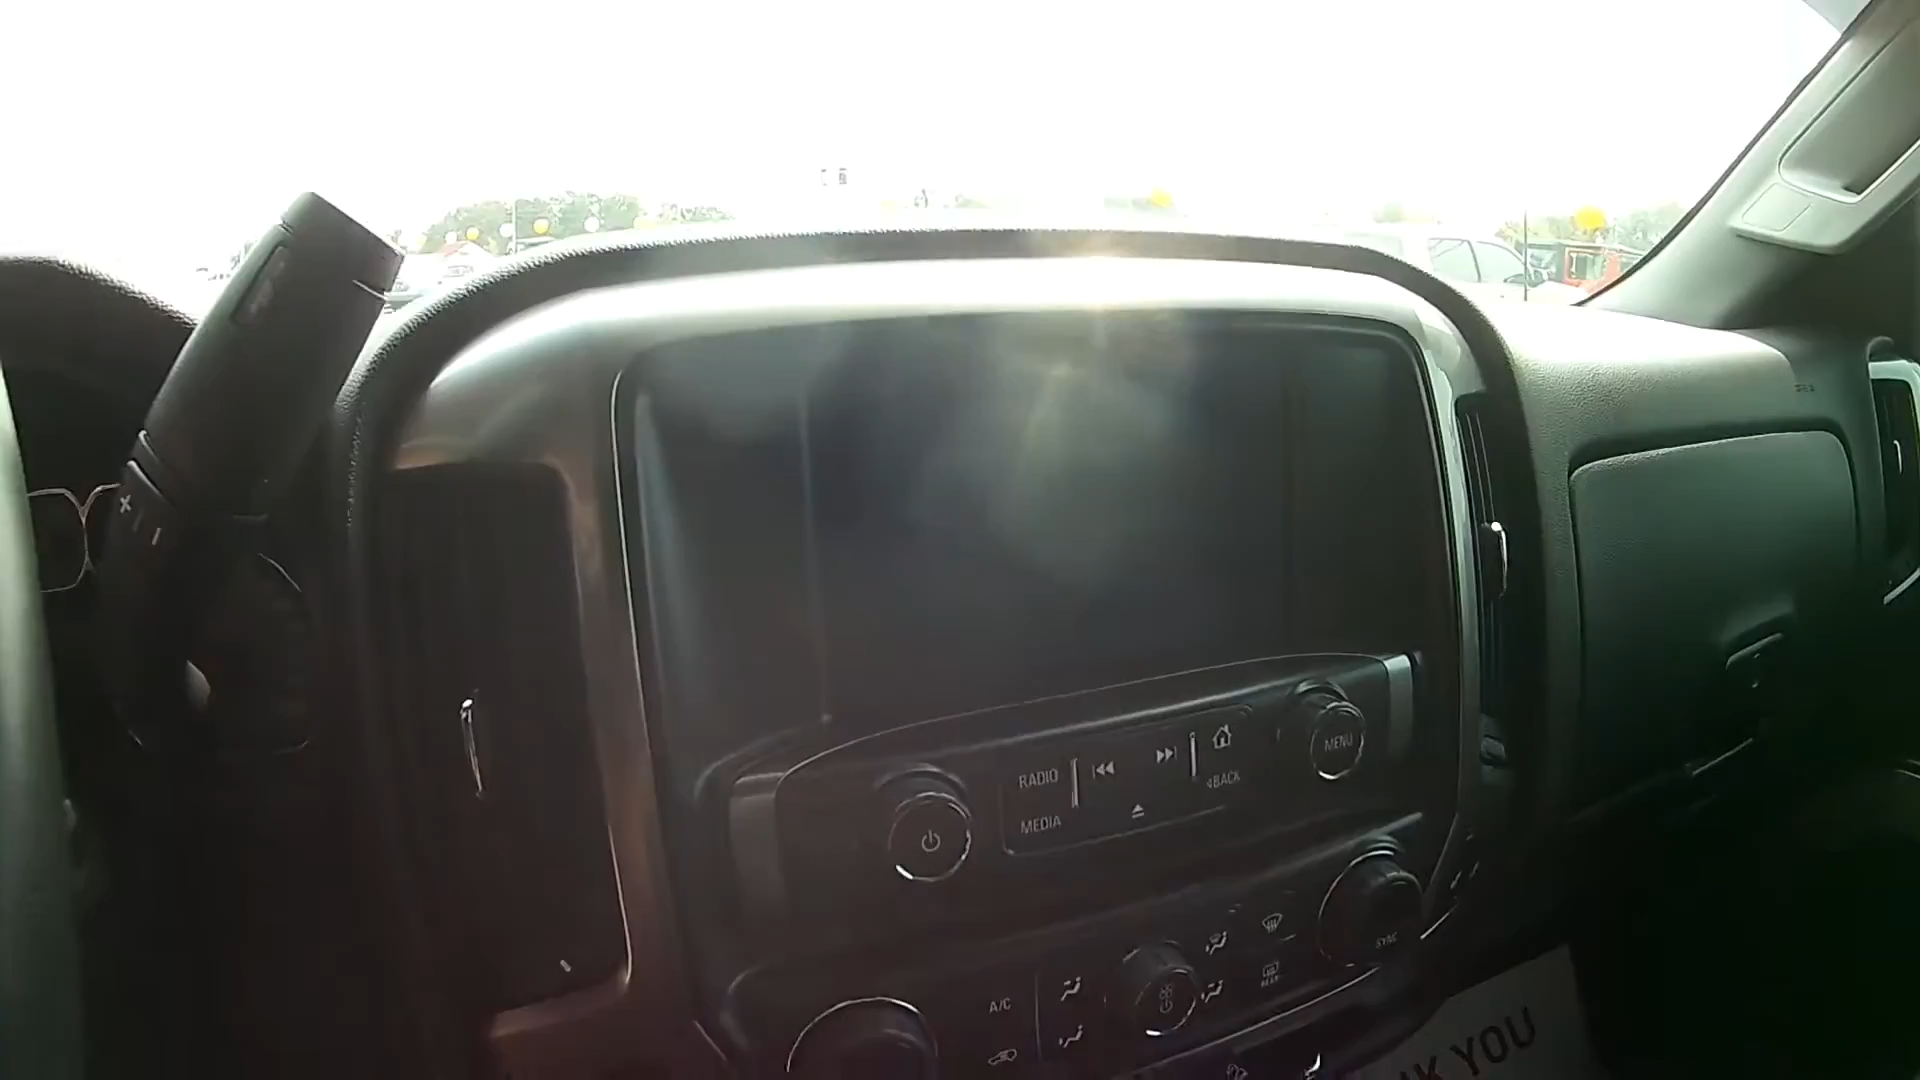 + −
RADIO
MEDIA
BACK
MENU
A/C
SYNC
REAR
YOU